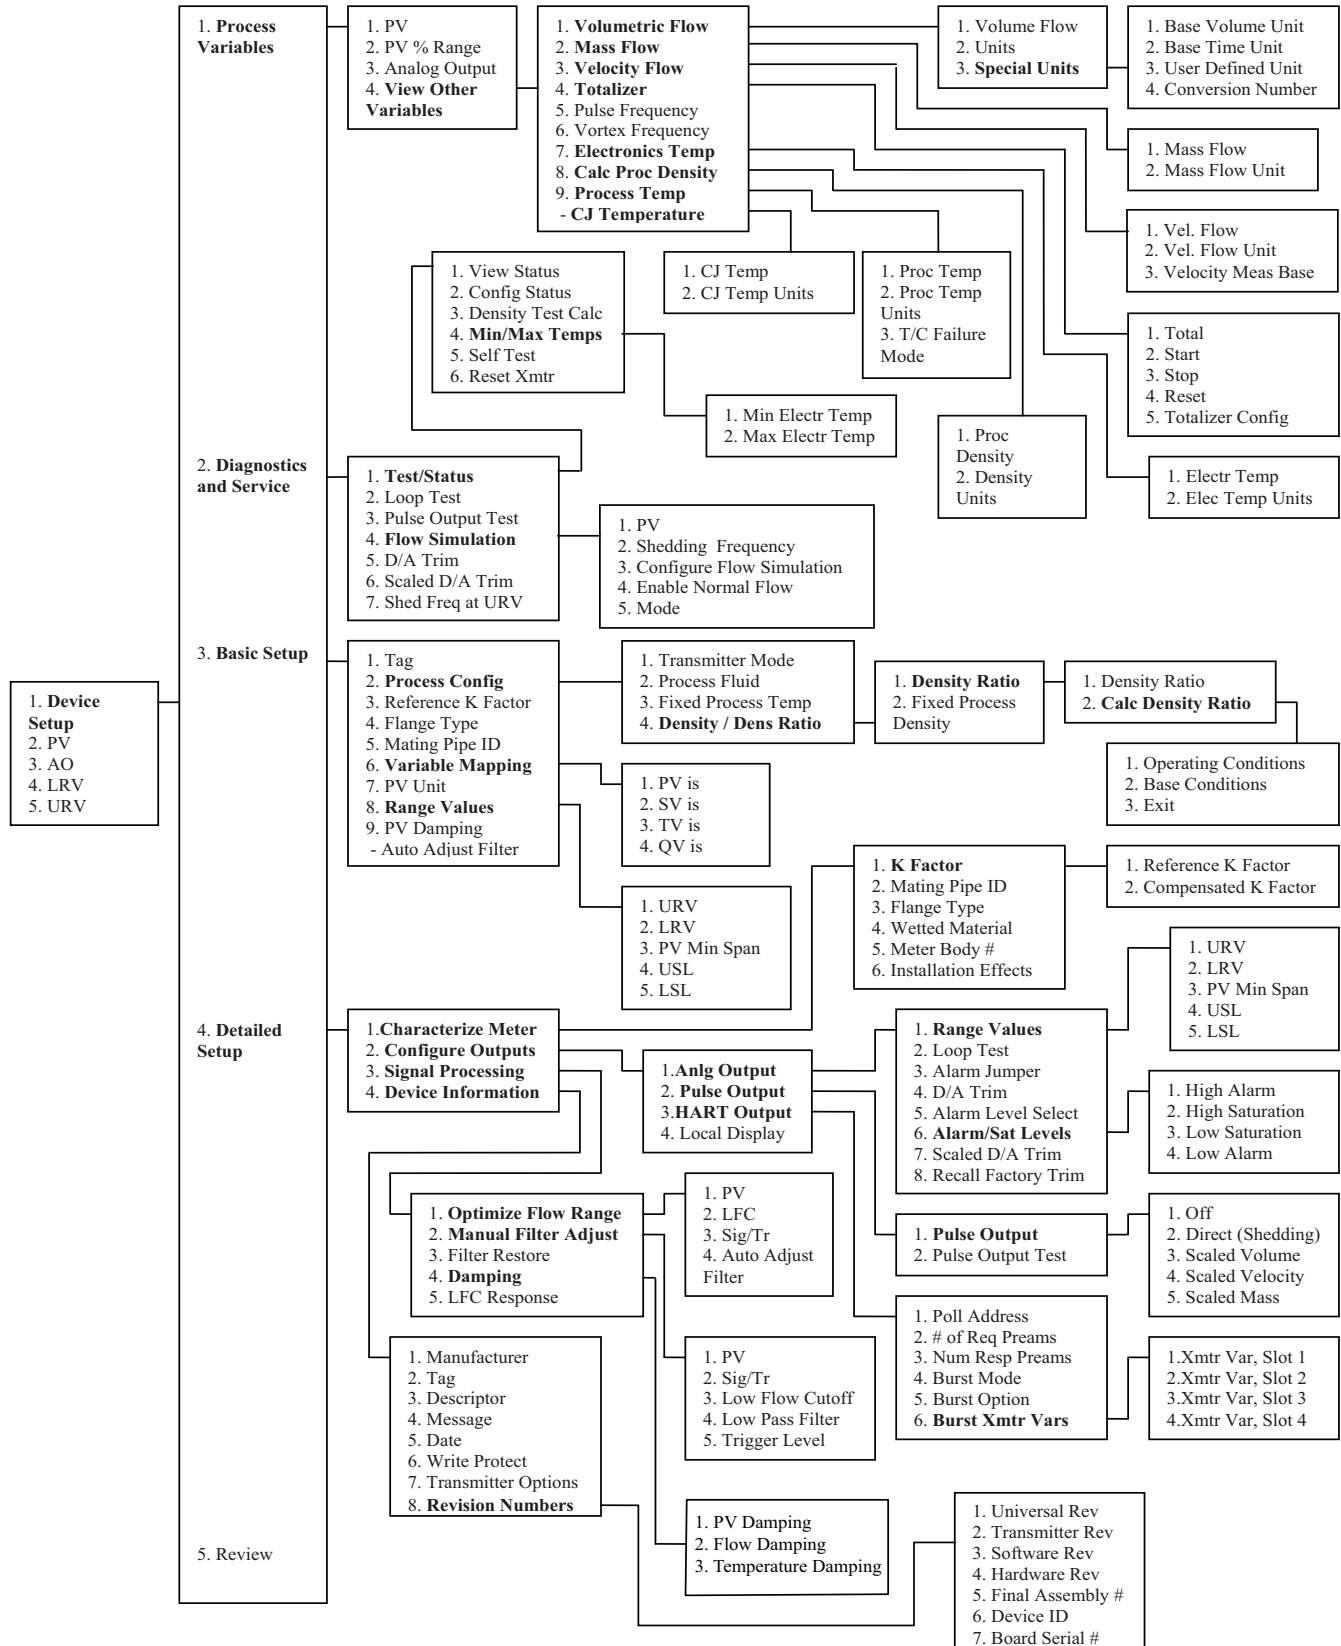 1. Device
Setup
2. PV
3. AO
4. LRV
5. URV
1. Process
Variables
2. Diagnostics
and Service
3. Basic Setup
4. Detailed
Setup
5. Review
1. PV
2. PV % Range
3. Analog Output
4. View Other
Variables
1. Volumetric Flow
2. Mass Flow
3. Velocity Flow
4. Totalizer
5. Pulse Frequency
6. Vortex Frequency
7. Electronics Temp
8. Calc Proc Density
9. Process Temp
- CJ Temperature
1. Volume Flow
2. Units
3. Special Units
1. Base Volume Unit
2. Base Time Unit
3. User Defined Unit
4. Conversion Number
1. Mass Flow
2. Mass Flow Unit
1. Vel. Flow
2. Vel. Flow Unit
3. Velocity Meas Base
1. Total
2. Start
3. Stop
4. Reset
5. Totalizer Config
1. Electr Temp
2. Elec Temp Units
1. Proc
Density
2. Density
Units
1. Proc Temp
2. Proc Temp
Units
3. T/C Failure
Mode
1. CJ Temp
2. CJ Temp Units
1. View Status
2. Config Status
3. Density Test Calc
4. Min/Max Temps
5. Self Test
6. Reset Xmtr
1. Min Electr Temp
2. Max Electr Temp
1. Test/Status
2. Loop Test
3. Pulse Output Test
4. Flow Simulation
5. D/A Trim
6. Scaled D/A Trim
7. Shed Freq at URV
1. PV
2. Shedding Frequency
3. Configure Flow Simulation
4. Enable Normal Flow
5. Mode
1. Tag
2. Process Config
3. Reference K Factor
4. Flange Type
5. Mating Pipe ID
6. Variable Mapping
7. PV Unit
8. Range Values
9. PV Damping
- Auto Adjust Filter
1. Transmitter Mode
2. Process Fluid
3. Fixed Process Temp
4. Density / Dens Ratio
1. Density Ratio
2. Fixed Process
Density
1. Density Ratio
2. Calc Density Ratio
1. Operating Conditions
2. Base Conditions
3. Exit
1. PV is
2. SV is
3. TV is
4. QV is
1. URV
2. LRV
3. PV Min Span
4. USL
5. LSL
1.Characterize Meter
2. Configure Outputs
3. Signal Processing
4. Device Information
1. K Factor
2. Mating Pipe ID
3. Flange Type
4. Wetted Material
5. Meter Body #
6. Installation Effects
1. Reference K Factor
2. Compensated K Factor
1.Anlg Output
2. Pulse Output
3.HART Output
4. Local Display
1. Range Values
2. Loop Test
3. Alarm Jumper
4. D/A Trim
5. Alarm Level Select
6. Alarm/Sat Levels
7. Scaled D/A Trim
8. Recall Factory Trim
1. URV
2. LRV
3. PV Min Span
4. USL
5. LSL
1. High Alarm
2. High Saturation
3. Low Saturation
4. Low Alarm
1. Pulse Output
2. Pulse Output Test
1. Off
2. Direct (Shedding)
3. Scaled Volume
4. Scaled Velocity
5. Scaled Mass
1. Poll Address
2. # of Req Preams
3. Num Resp Preams
4. Burst Mode
5. Burst Option
6. Burst Xmtr Vars
1.Xmtr Var, Slot 1
2.Xmtr Var, Slot 2
3.Xmtr Var, Slot 3
4.Xmtr Var, Slot 4
1. Optimize Flow Range
2. Manual Filter Adjust
3. Filter Restore
4. Damping
5. LFC Response
1. PV
2. LFC
3. Sig/Tr
4. Auto Adjust
Filter
1. PV
2. Sig/Tr
3. Low Flow Cutoff
4. Low Pass Filter
5. Trigger Level
1. PV Damping
2. Flow Damping
3. Temperature Damping
1. Manufacturer
2. Tag
3. Descriptor
4. Message
5. Date
6. Write Protect
7. Transmitter Options
8. Revision Numbers
1. Universal Rev
2. Transmitter Rev
3. Software Rev
4. Hardware Rev
5. Final Assembly #
6. Device ID
7. Board Serial #